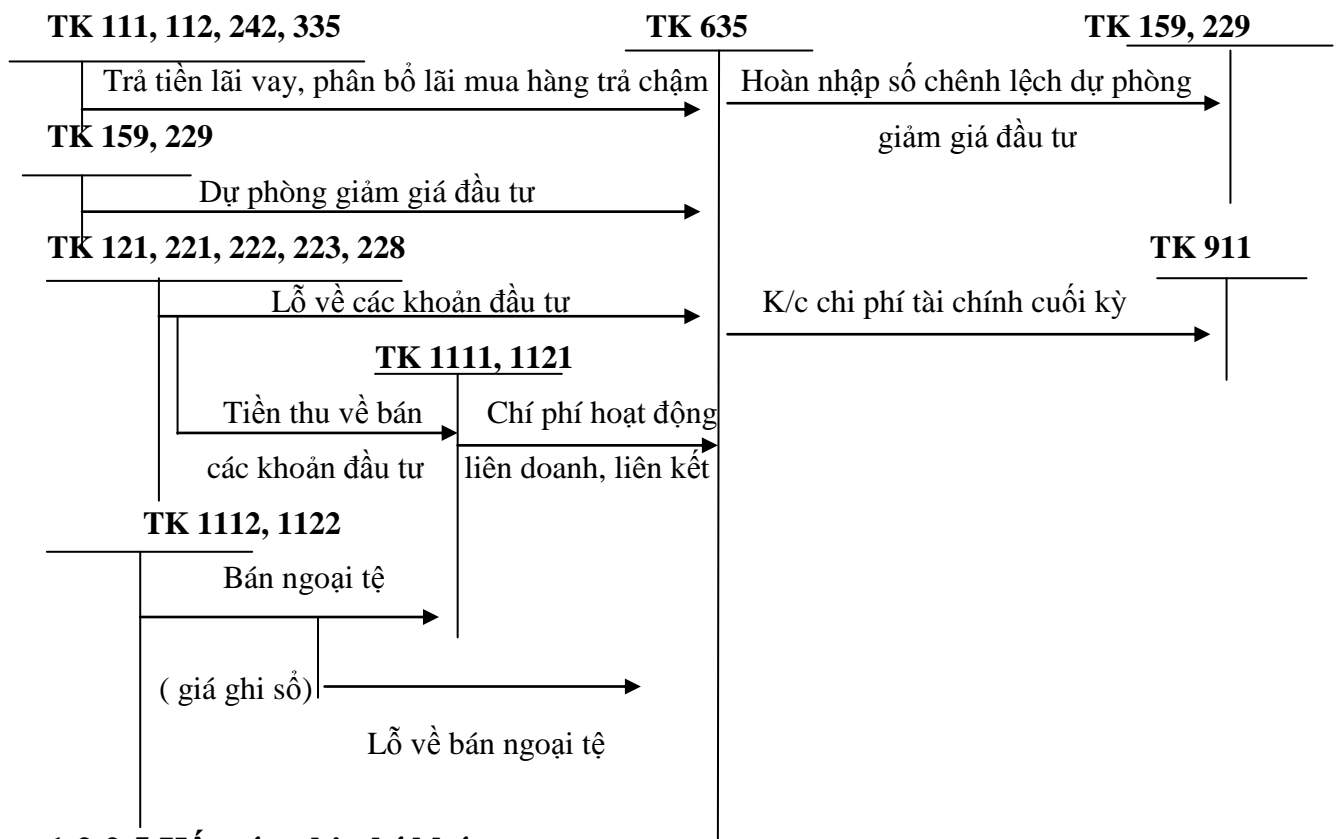 TK 111, 112, 242, 335
TK 635
TK 159, 229
Trả tiền lãi vay, phân bổ lãi mua hàng trả chậm
Hoàn nhập số chênh lệch dự phòng
giảm giá đầu tư
TK 159, 229
Dự phòng giảm giá đầu tư
TK 121, 221, 222, 223, 228
TK 911
Lỗ về các khoản đầu tư
K/c chi phí tài chính cuối kỳ
TK 1111, 1121
Tiền thu về bán
Chí phí hoạt động
các khoản đầu tư
liên doanh, liên kết
TK 1112, 1122
Bán ngoại tệ
( giá ghi sổ)
Lỗ về bán ngoại tệ